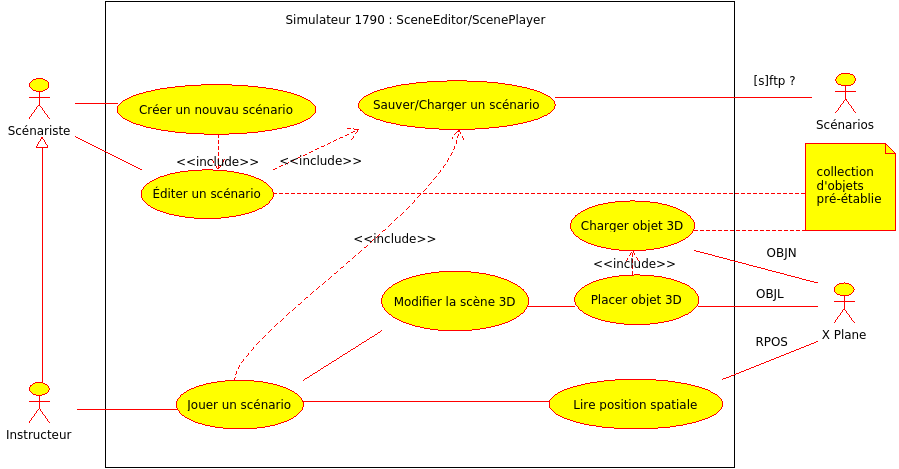 Simulateur 1790 : SceneEditor/ScenePlayer
[s]ftp ?
Sauver/Charger un scénario
Créer un nouvau scénario
Scénariste
Scénarios
<<include>>
<<include>>
collection
d'objets
pré-établie
Éditer un scénario
Charger objet 3D
<<include>>
OBJN
<<include>>
OBJL
Modifier la scène 3D
Placer objet 3D
X Plane
RPOS
Jouer un scénario
Lire position spatiale
Instructeur